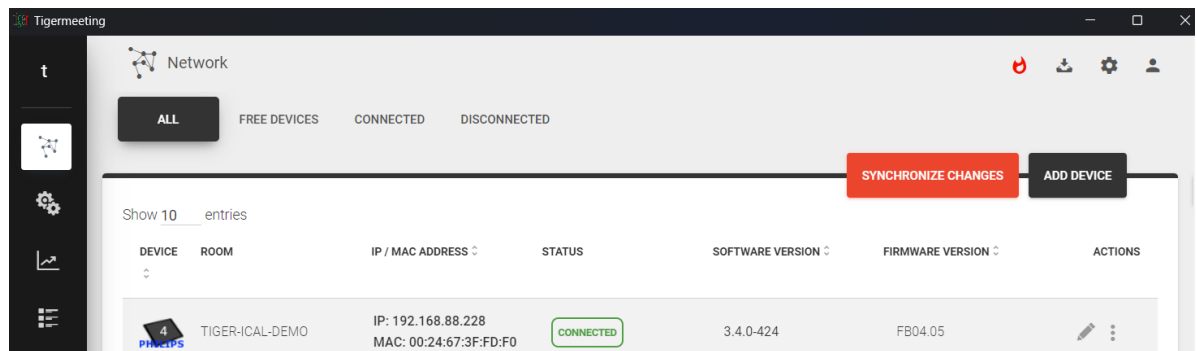 Tigermeeting
t
Network
ALL FREE DEVICES CONNECTED DISCONNECTED
SYNCHRONIZE CHANGES ADD DEVICE
Show 10 entries
DEVICE ROOM IP / MAC ADDRESS STATUS SOFTWARE VERSION FIRMWARE VERSION ACTIONS
4 PHILIPS TIGER-ICAL-DEMO IP: 192.168.88.228 CONNECTED 3.4.0-424 FB04.05
MAC: 00:24:67:3F:FD:F0